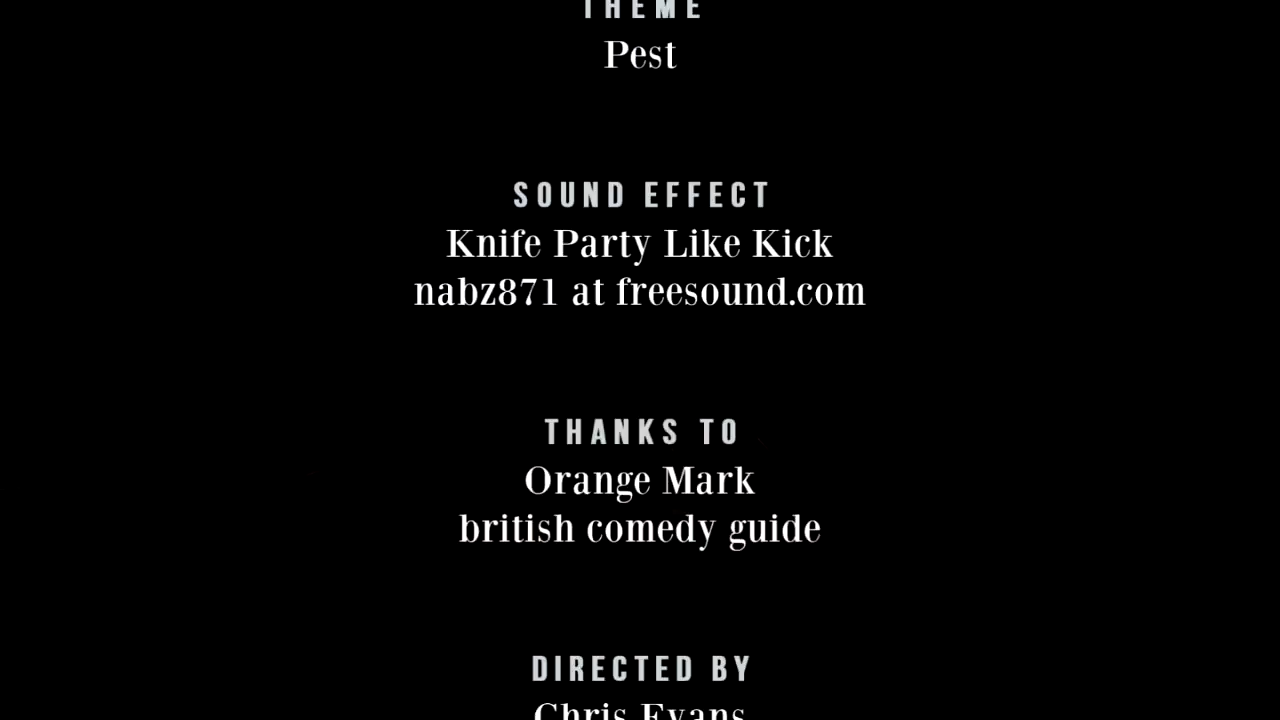 THEME
Pest
SOUND EFFECT
Knife Party Like Kick
nabz871 at freesound.com
THANKS TO
Orange Mark
british comedy guide
DIRECTED BY
Chris Evans